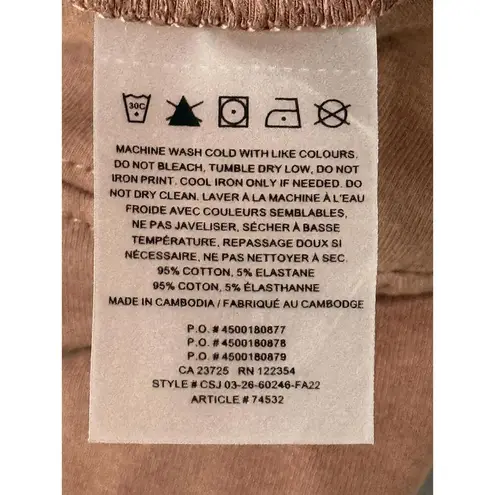 30C
MACHINE WASH COLD WITH LIKE COLOURS.
DO NOT BLEACH, TUMBLE DRY LOW, DO NOT
IRON PRINT. COOL IRON ONLY IF NEEDED. DO
NOT DRY CLEAN. LAVER À LA MACHINE À L'EAU
FROIDE AVEC COULEURS SEMBLABLES,
NE PAS JAVELISER, SÉCHER À BASSE
TEMPÉRATURE, REPASSAGE DOUX SI
NÉCESSAIRE, NE PAS NETTOYER À SEC.
95% COTTON, 5% ELASTANE
95% COTON, 5% ÉLASTHANNE
MADE IN CAMBODIA / FABRIQUÉ AU CAMBODGE
P.O. # 4500180877
P.O. # 4500180878
P.O. # 4500180879
CA 23725 RN 122354
STYLE # CSJ 03-26-60246-FA22
ARTICLE # 74532